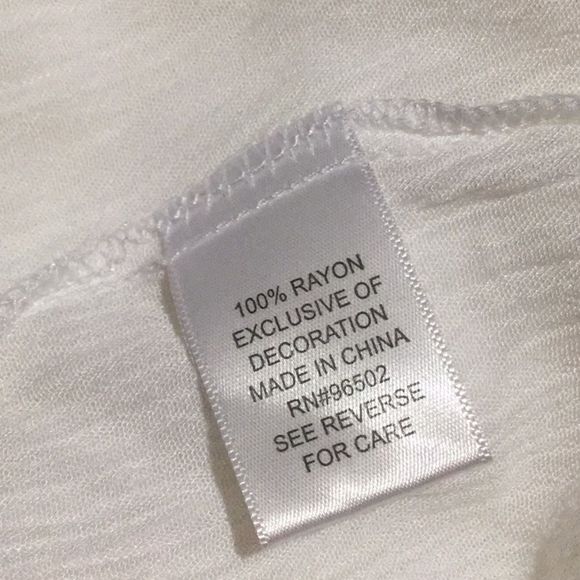 100% RAYON
EXCLUSIVE OF
DECORATION
MADE IN CHINA
RN#96502
SEE REVERSE
FOR CARE